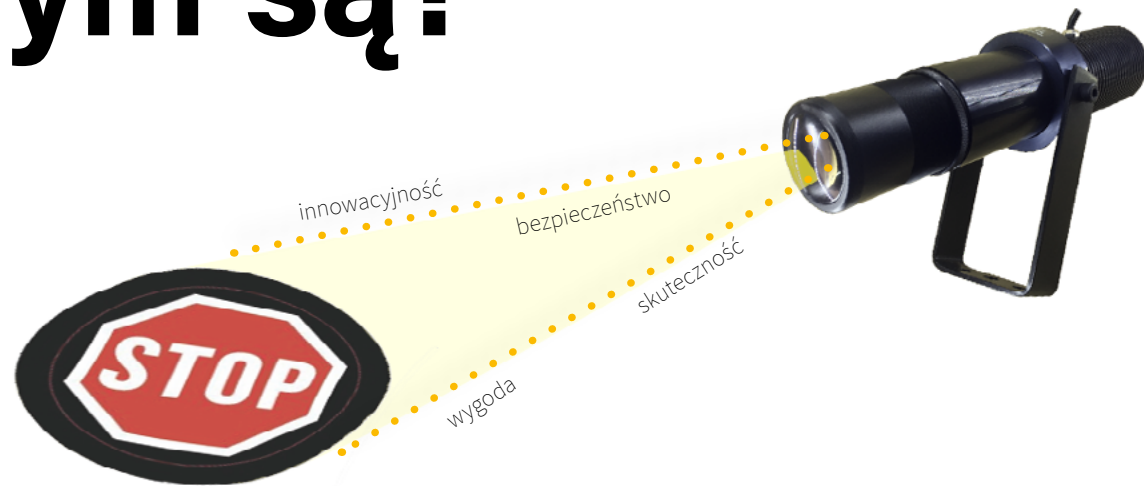 ym są?
innowacyjność
bezpieczeństwo
skuteczność
wygoda
STOP